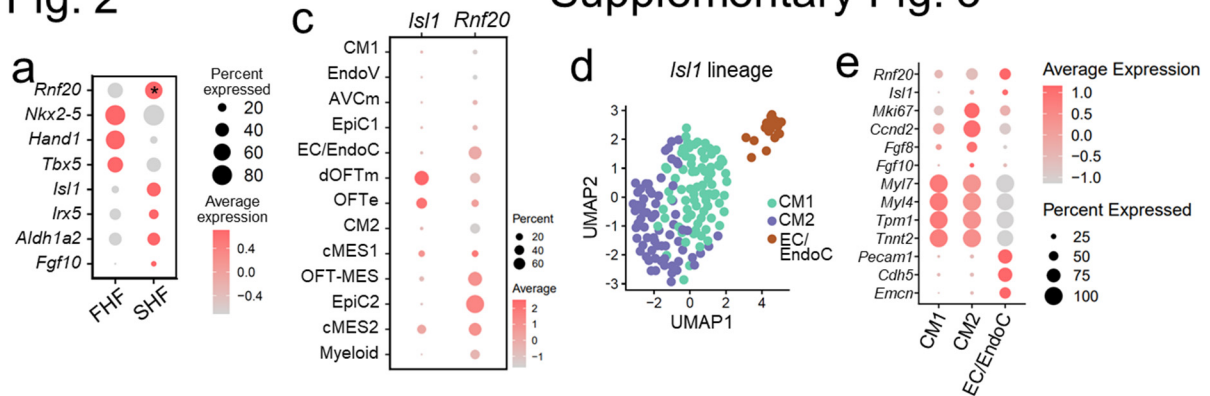 Fig. 2
Supplementary Fig.
a
Rnf20
Nkx2-5
Hand1
Tbx5
Isl1
Irx5
Aldh1a2
Fgf10
FHF
SHF
*
Percent
expressed
20
40
60
80
Average
expression
0.4
0.0
−0.4
c
Isl1 Rnf20
CM1
EndoV
AVCm
EpiC1
EC/EndoC
dOFTm
OFTe
CM2
cMES1
OFT-MES
EpiC2
cMES2
Myeloid
Percent
20
40
60
Average
2
1
0
−1
d
Isl1 lineage
UMAP2
3
2
1
0
-1
-2
-3
−2 0 2 4
UMAP1
CM1
CM2
EC/
EndoC
e
Rnf20
Isl1
Mki67
Ccnd2
Fgf8
Fgf10
Myl7
Myl4
Tpm1
Tnnt2
Pecam1
Cdh5
Emcn
CM1
CM2
EC/EndoC
Average Expression
1.0
0.5
0.0
−0.5
−1.0
Percent Expressed
25
50
75
100